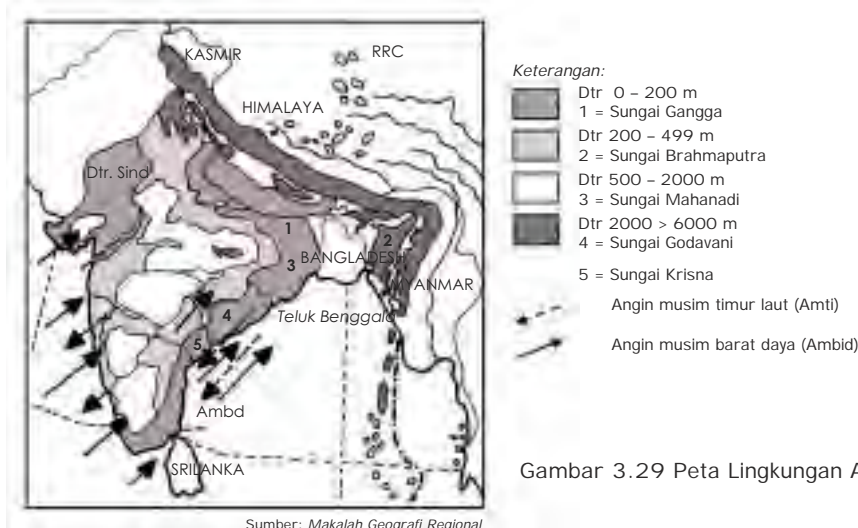 KASMIR
RRC
HIMALAYA
Dtr. Sind
1
2
3
BANGLADESH
MYANMAR
4
Teluk Benggala
5
Ambd
SRILANKA
Keterangan:
Dtr 0 – 200 m
1 = Sungai Gangga
Dtr 200 – 499 m
2 = Sungai Brahmaputra
Dtr 500 – 2000 m
3 = Sungai Mahanadi
Dtr 2000 > 6000 m
4 = Sungai Godavani
5 = Sungai Krisna
Angin musim timur laut (Amti)
Angin musim barat daya (Ambid)
Gambar 3.29 Peta Lingkungan A
Sumber: Makalah Geografi Regional